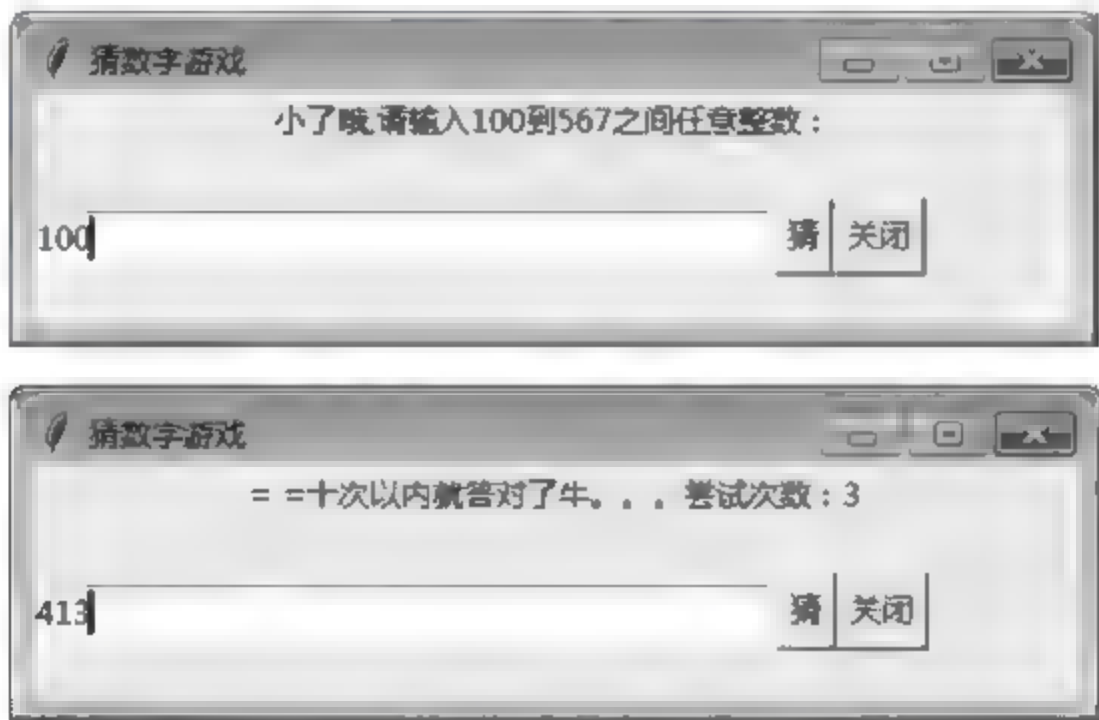 猜数字游戏
小了哦,请输入100到567之间任意整数：
100 猜 关闭
猜数字游戏
= =十次以内就答对了牛。。。尝试次数：3
413 猜 关闭